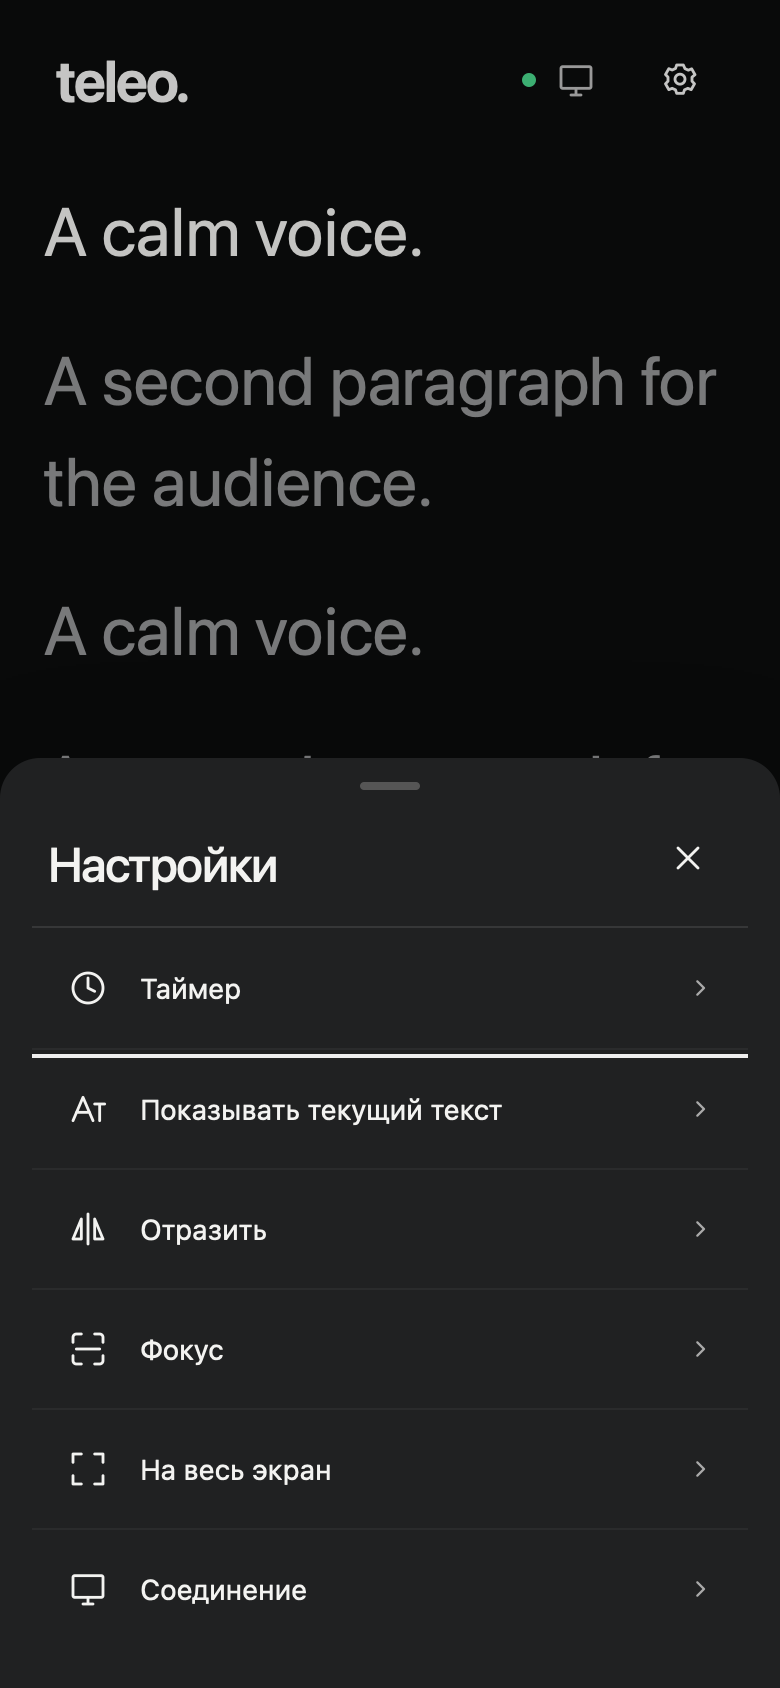 teleo.
A calm voice.
A second paragraph for
the audience.
A calm voice.
Настройки
Таймер
Показывать текущий текст
Отразить
Фокус
На весь экран
Соединение